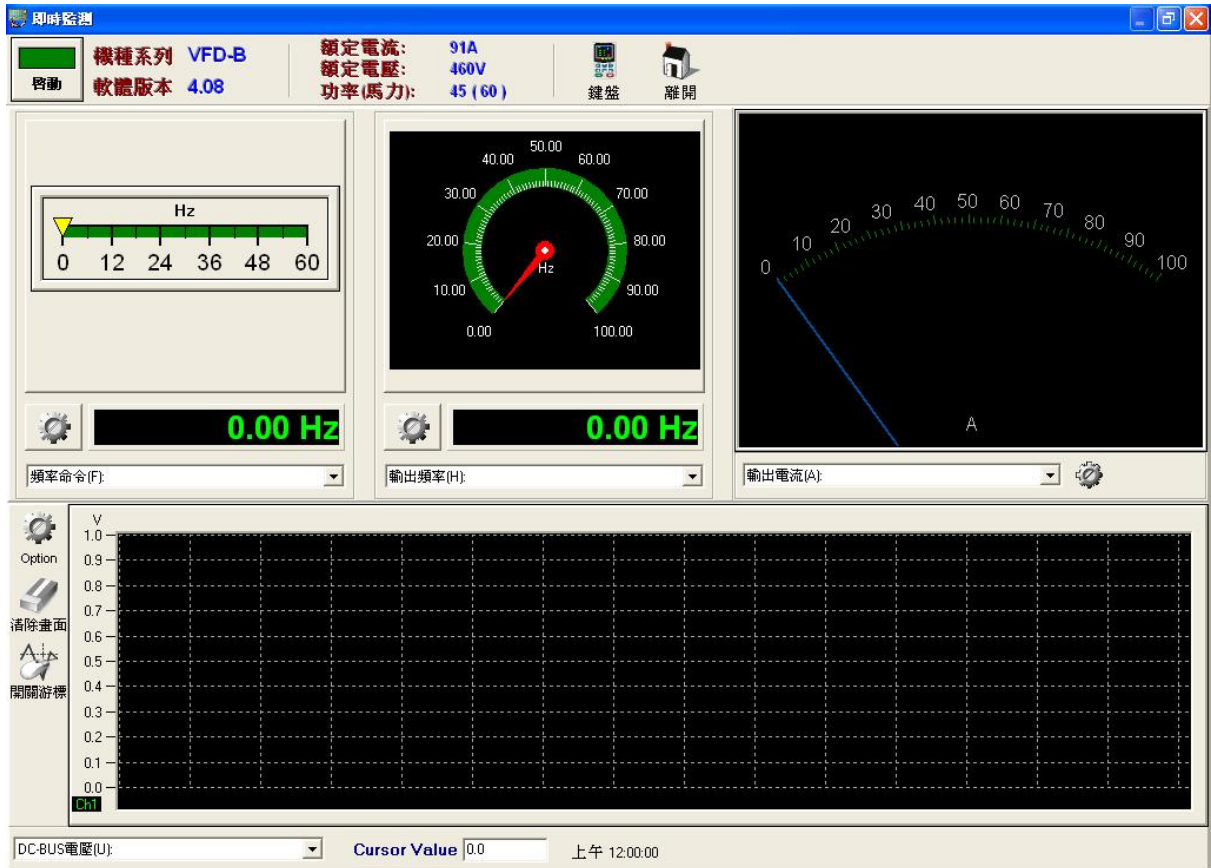 即時監測
啓動
機種系列 VFD-B
軟體版本 4.08
額定電流: 91A
額定電壓: 460V
功率(馬力): 45 ( 60 )
鍵盤
離開
Hz
0 12 24 36 48 60
0.00 Hz
頻率命令(F):
0.00 10.00 20.00 30.00 40.00 50.00 60.00 70.00 80.00 90.00 100.00
Hz
0.00 Hz
輸出頻率(H):
0 10 20 30 40 50 60 70 80 90 100
A
輸出電流(A):
Option
清除畫面
開關游標
V
1.0
0.9
0.8
0.7
0.6
0.5
0.4
0.3
0.2
0.1
0.0
Ch1
DC-BUS電壓(U):
Cursor Value 0.0
上午 12:00:00